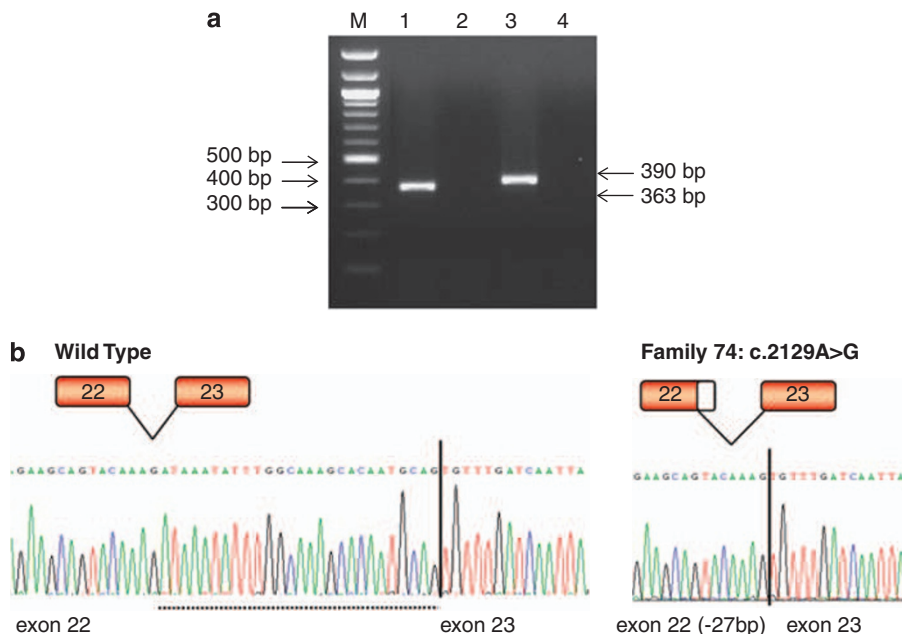 a
M 1 2 3 4
500 bp
400 bp
300 bp
390 bp
363 bp
b Wild Type
22 23
GAAGCAGTACAAAGATAAATATTTGGCAAAGCACAATGCAGTGTTTGATCAATTA
exon 22 exon 23
Family 74: c.2129A>G
22 23
GAAGCAGTACAAAGTGTTTGATCAATTA
exon 22 (-27bp) exon 23